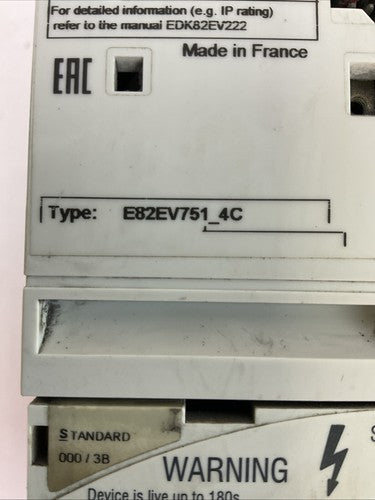 For detailed information (e.g. IP rating)
refer to the manual EDK82EV222
Made in France
EAC
Type: E82EV751_4C
STANDARD
000 / 3B
WARNING
Device is live up to 180s